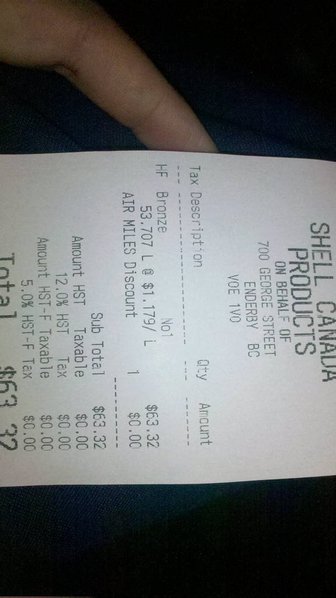 SHELL CANADA
PRODUCTS
ON BEHALF OF
700 GEORGE STREET
ENDERBY BC
V0E 1V0
Tax Description Qty Amount
HF Bronze No1 $63.32
53.707 L @ $1.179/ L
AIR MILES Discount 1 $0.00
Sub Total $63.32
Amount HST Taxable $0.00
12.0% HST Tax $0.00
Amount HST-F Taxable $0.00
5.0% HST-F Tax $0.00
Total $63.32